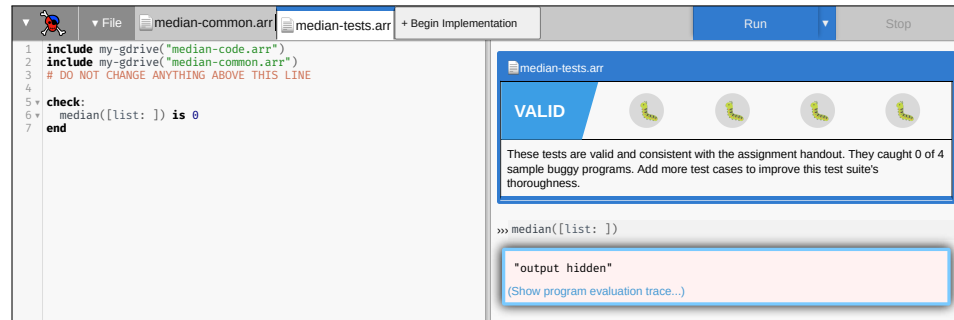 ▾ File
median-common.arr
median-tests.arr
+ Begin Implementation
Run
Stop
1 include my-gdrive("median-code.arr")
2 include my-gdrive("median-common.arr")
3 # DO NOT CHANGE ANYTHING ABOVE THIS LINE
4
5 check:
6 median([list: ]) is 0
7 end
median-tests.arr
VALID
These tests are valid and consistent with the assignment handout. They caught 0 of 4
sample buggy programs. Add more test cases to improve this test suite's
thoroughness.
››› median([list: ])
"output hidden"
(Show program evaluation trace...)